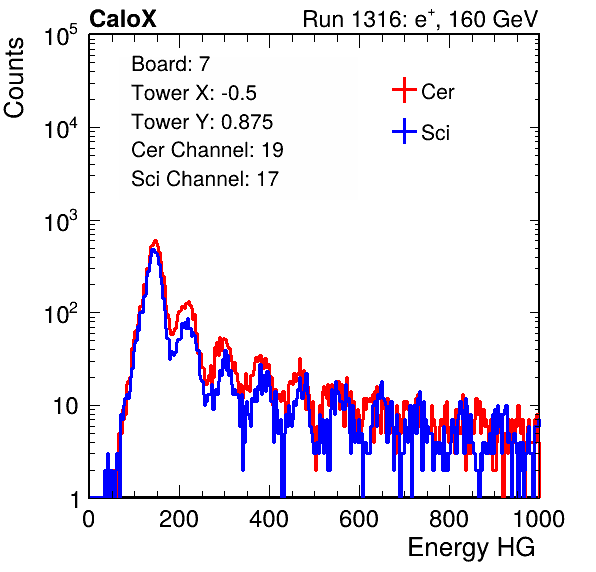 CaloX Run 1316: e⁺, 160 GeV
Counts
Board: 7
Tower X: -0.5
Tower Y: 0.875
Cer Channel: 19
Sci Channel: 17
Cer
Sci
10⁵
10⁴
10³
10²
10
1
0 200 400 600 800 1000
Energy HG